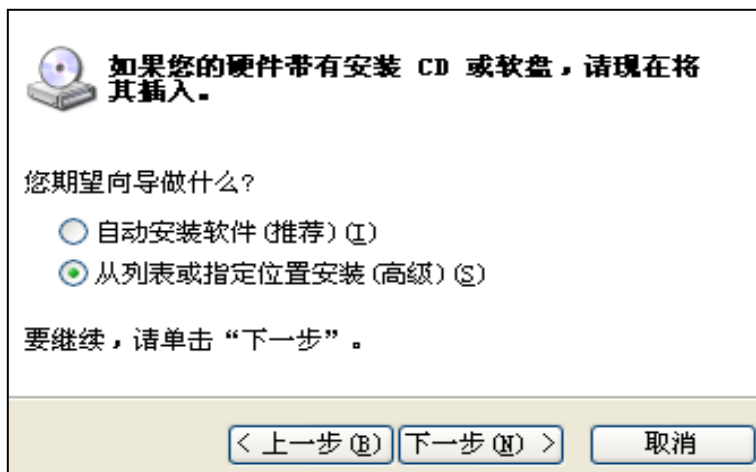 如果您的硬件带有安装 CD 或软盘，请现在将
其插入。
您期望向导做什么?
自动安装软件(推荐)(I)
从列表或指定位置安装(高级)(S)
要继续，请单击“下一步”。
< 上一步(B) 下一步(N) > 取消